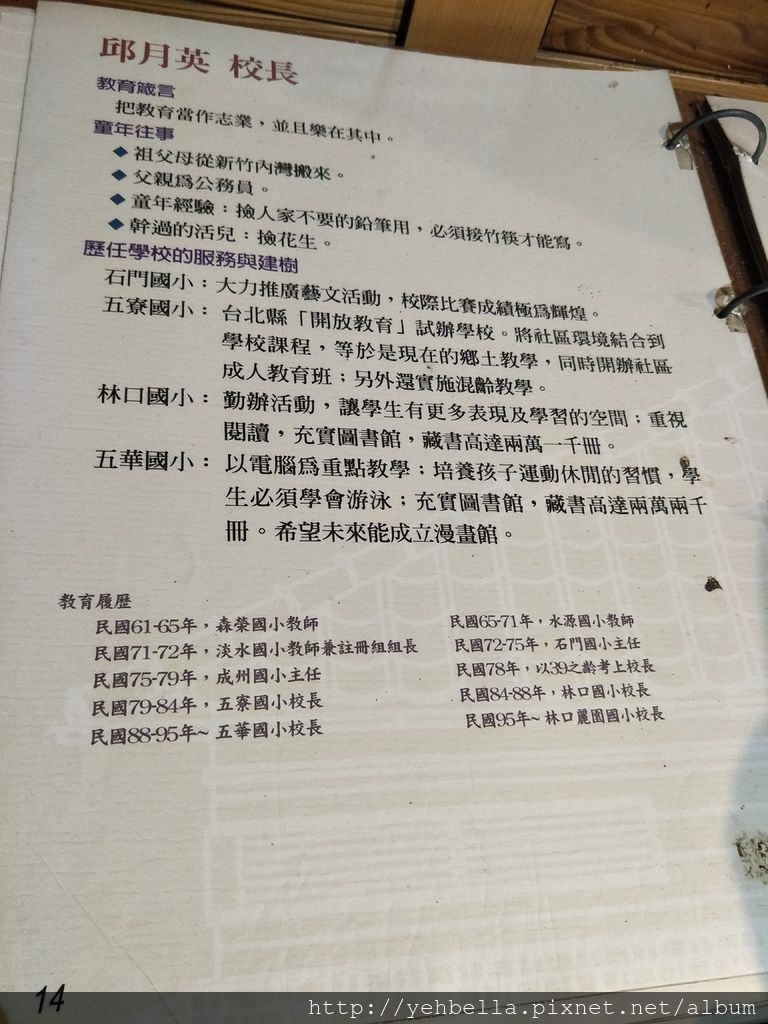 邱月英 校長
教育箴言
把教育當作志業，並且樂在其中。
童年往事
◆ 祖父母從新竹內灣搬來。
◆ 父親為公務員。
◆ 童年經驗：撿人家不要的鉛筆用，必須接竹筷才能寫。
◆ 幹過的活兒：撿花生。
歷任學校的服務與建樹
石門國小：大力推廣藝文活動，校際比賽成績極為輝煌。
五寮國小：台北縣「開放教育」試辦學校。將社區環境結合到
學校課程，等於是現在的鄉土教學，同時開辦社區
成人教育班；另外還實施混齡教學。
林口國小：勤辦活動，讓學生有更多表現及學習的空間；重視
閱讀，充實圖書館，藏書高達兩萬一千冊。
五華國小：以電腦為重點教學；培養孩子運動休閒的習慣，學
生必須學會游泳；充實圖書館，藏書高達兩萬兩千
冊。希望未來能成立漫畫館。
教育履歷
民國61-65年，森榮國小教師
民國65-71年，水源國小教師
民國71-72年，淡水國小教師兼註冊組組長
民國72-75年，石門國小主任
民國75-79年，成州國小主任
民國78年，以39之齡考上校長
民國79-84年，五寮國小校長
民國84-88年，林口國小校長
民國88-95年~ 五華國小校長
民國95年~ 林口麗園國小校長
14
http://yehbella.pixnet.net/album